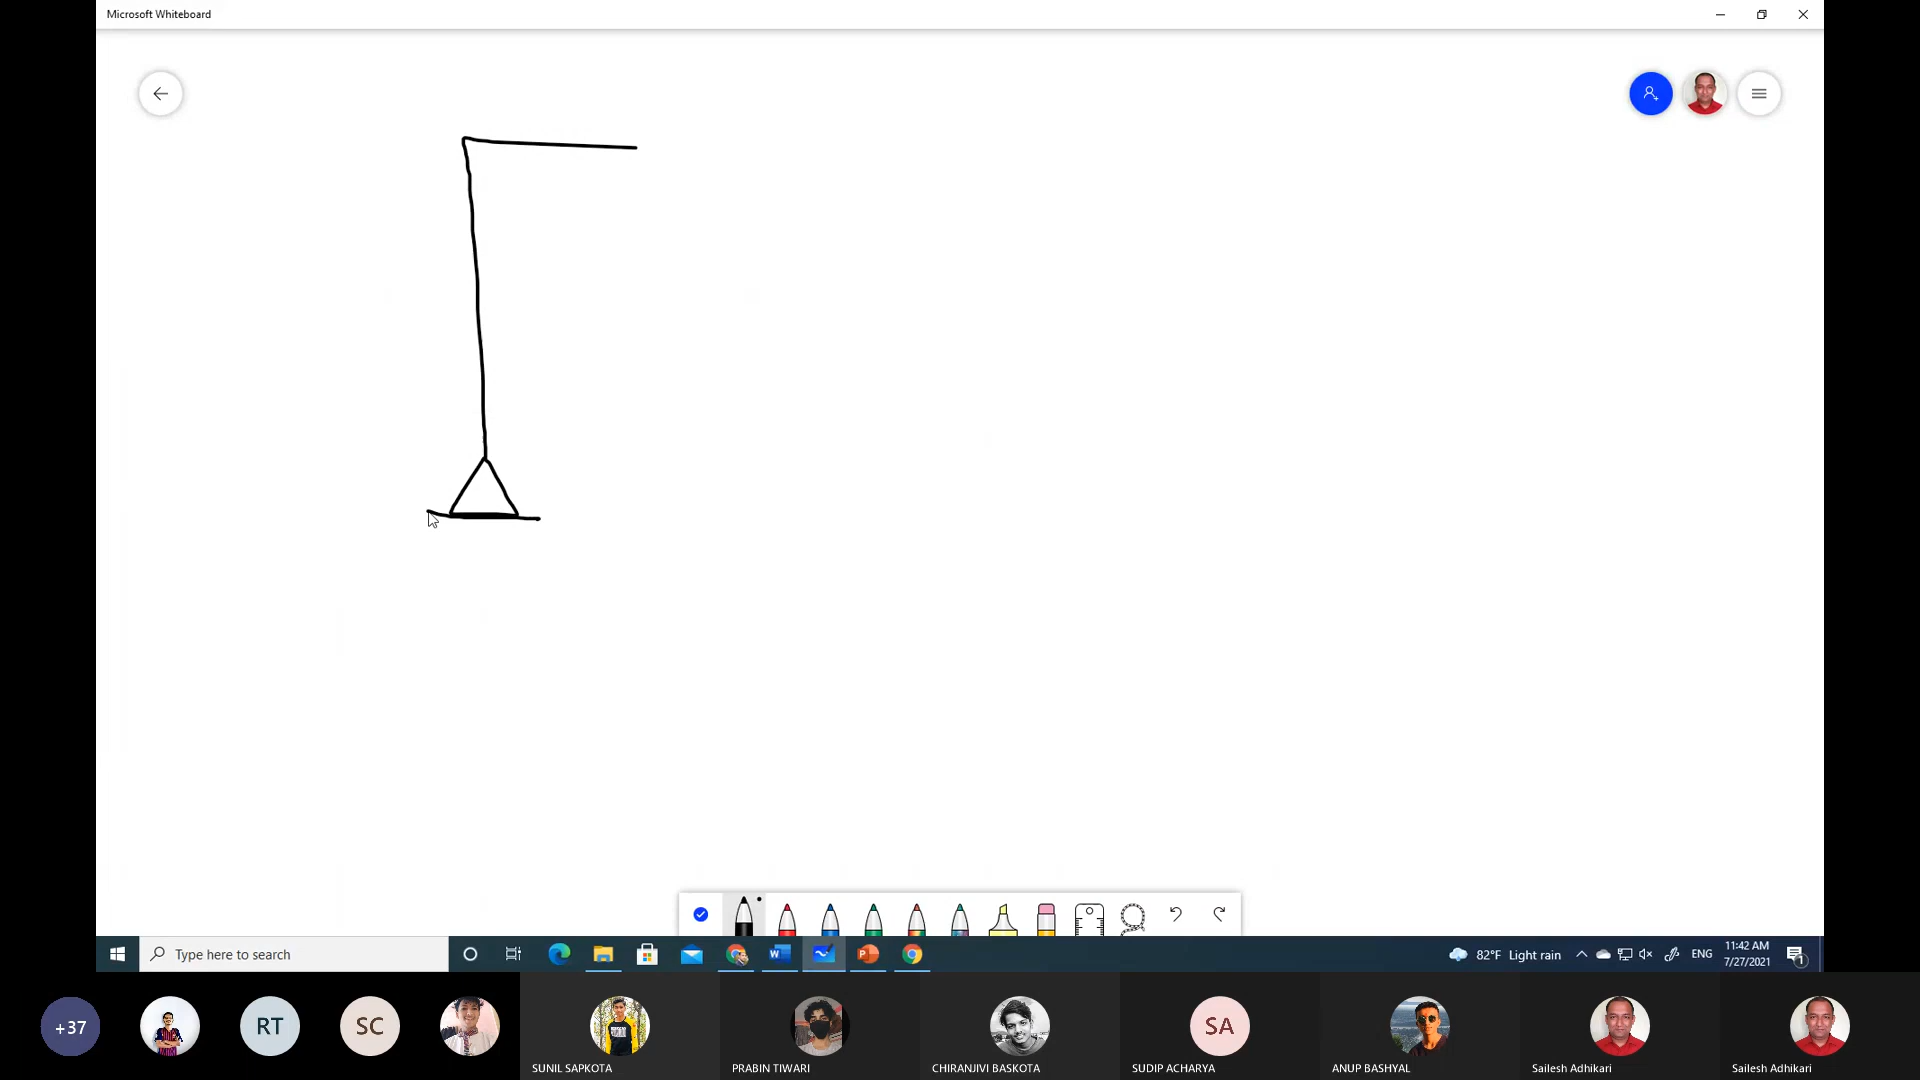 Microsoft Whiteboard
Type here to search
82°F Light rain
ENG
11:42 AM
7/27/2021
1
+37
RT
SC
SA
SUNIL SAPKOTA
PRABIN TIWARI
CHIRANJIVI BASKOTA
SUDIP ACHARYA
ANUP BASHYAL
Sailesh Adhikari
Sailesh Adhikari